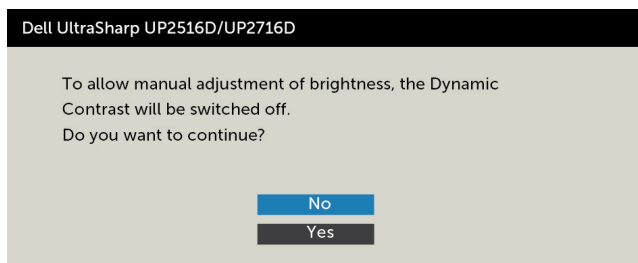 Dell UltraSharp UP2516D/UP2716D
To allow manual adjustment of brightness, the Dynamic
Contrast will be switched off.
Do you want to continue?
No
Yes